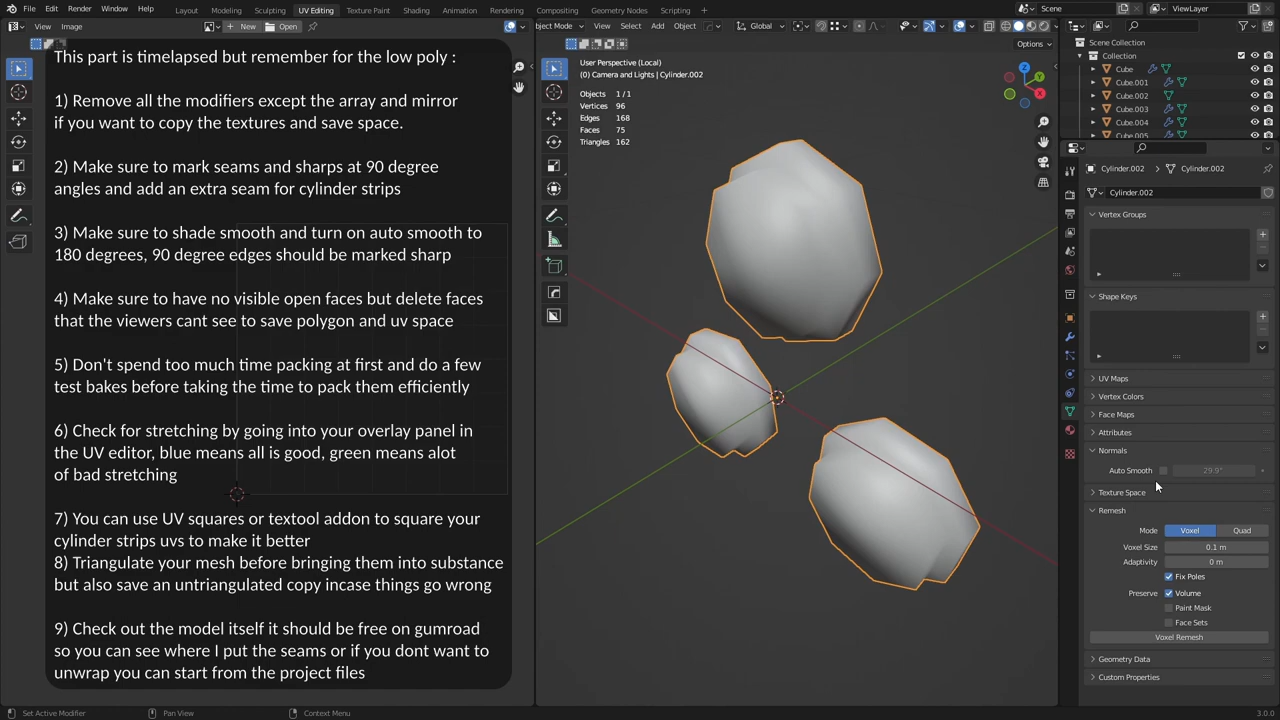 File Edit Render Window Help Layout Modeling Sculpting UV Editing Texture Paint Shading Animation Rendering Compositing Geometry Nodes Scripting Scene ViewLayer
New Open Object Mode View Select Add Object Global
Options
This part is timelapsed but remember for the low poly :
1) Remove all the modifiers except the array and mirror
if you want to copy the textures and save space.
2) Make sure to mark seams and sharps at 90 degree
angles and add an extra seam for cylinder strips
3) Make sure to shade smooth and turn on auto smooth to
180 degrees, 90 degree edges should be marked sharp
4) Make sure to have no visible open faces but delete faces
that the viewers cant see to save polygon and uv space
5) Don't spend too much time packing at first and do a few
test bakes before taking the time to pack them efficiently
6) Check for stretching by going into your overlay panel in
the UV editor, blue means all is good, green means alot
of bad stretching
7) You can use UV squares or textool addon to square your
cylinder strips uvs to make it better
8) Triangulate your mesh before bringing them into substance
but also save an untriangulated copy incase things go wrong
9) Check out the model itself it should be free on gumroad
so you can see where I put the seams or if you dont want to
unwrap you can start from the project files
User Perspective (Local)
(0) Camera and Lights | Cylinder.002
Objects 1/1
Vertices 96
Edges 168
Faces 75
Triangles 162
Z
Y
X
Scene Collection
Collection
Cube
Cube.001
Cube.002
Cube.003
Cube.004
Cube.005
Cylinder.002 Cylinder.002
Cylinder.002
Vertex Groups
Shape Keys
UV Maps
Vertex Colors
Face Maps
Attributes
Normals
Auto Smooth 29.9°
Texture Space
Remesh
Mode Voxel Quad
Voxel Size 0.1 m
Adaptivity 0 m
Fix Poles
Preserve Volume
Paint Mask
Face Sets
Voxel Remesh
Geometry Data
Custom Properties
Set Active Modifier Pan View Context Menu 3.0.0